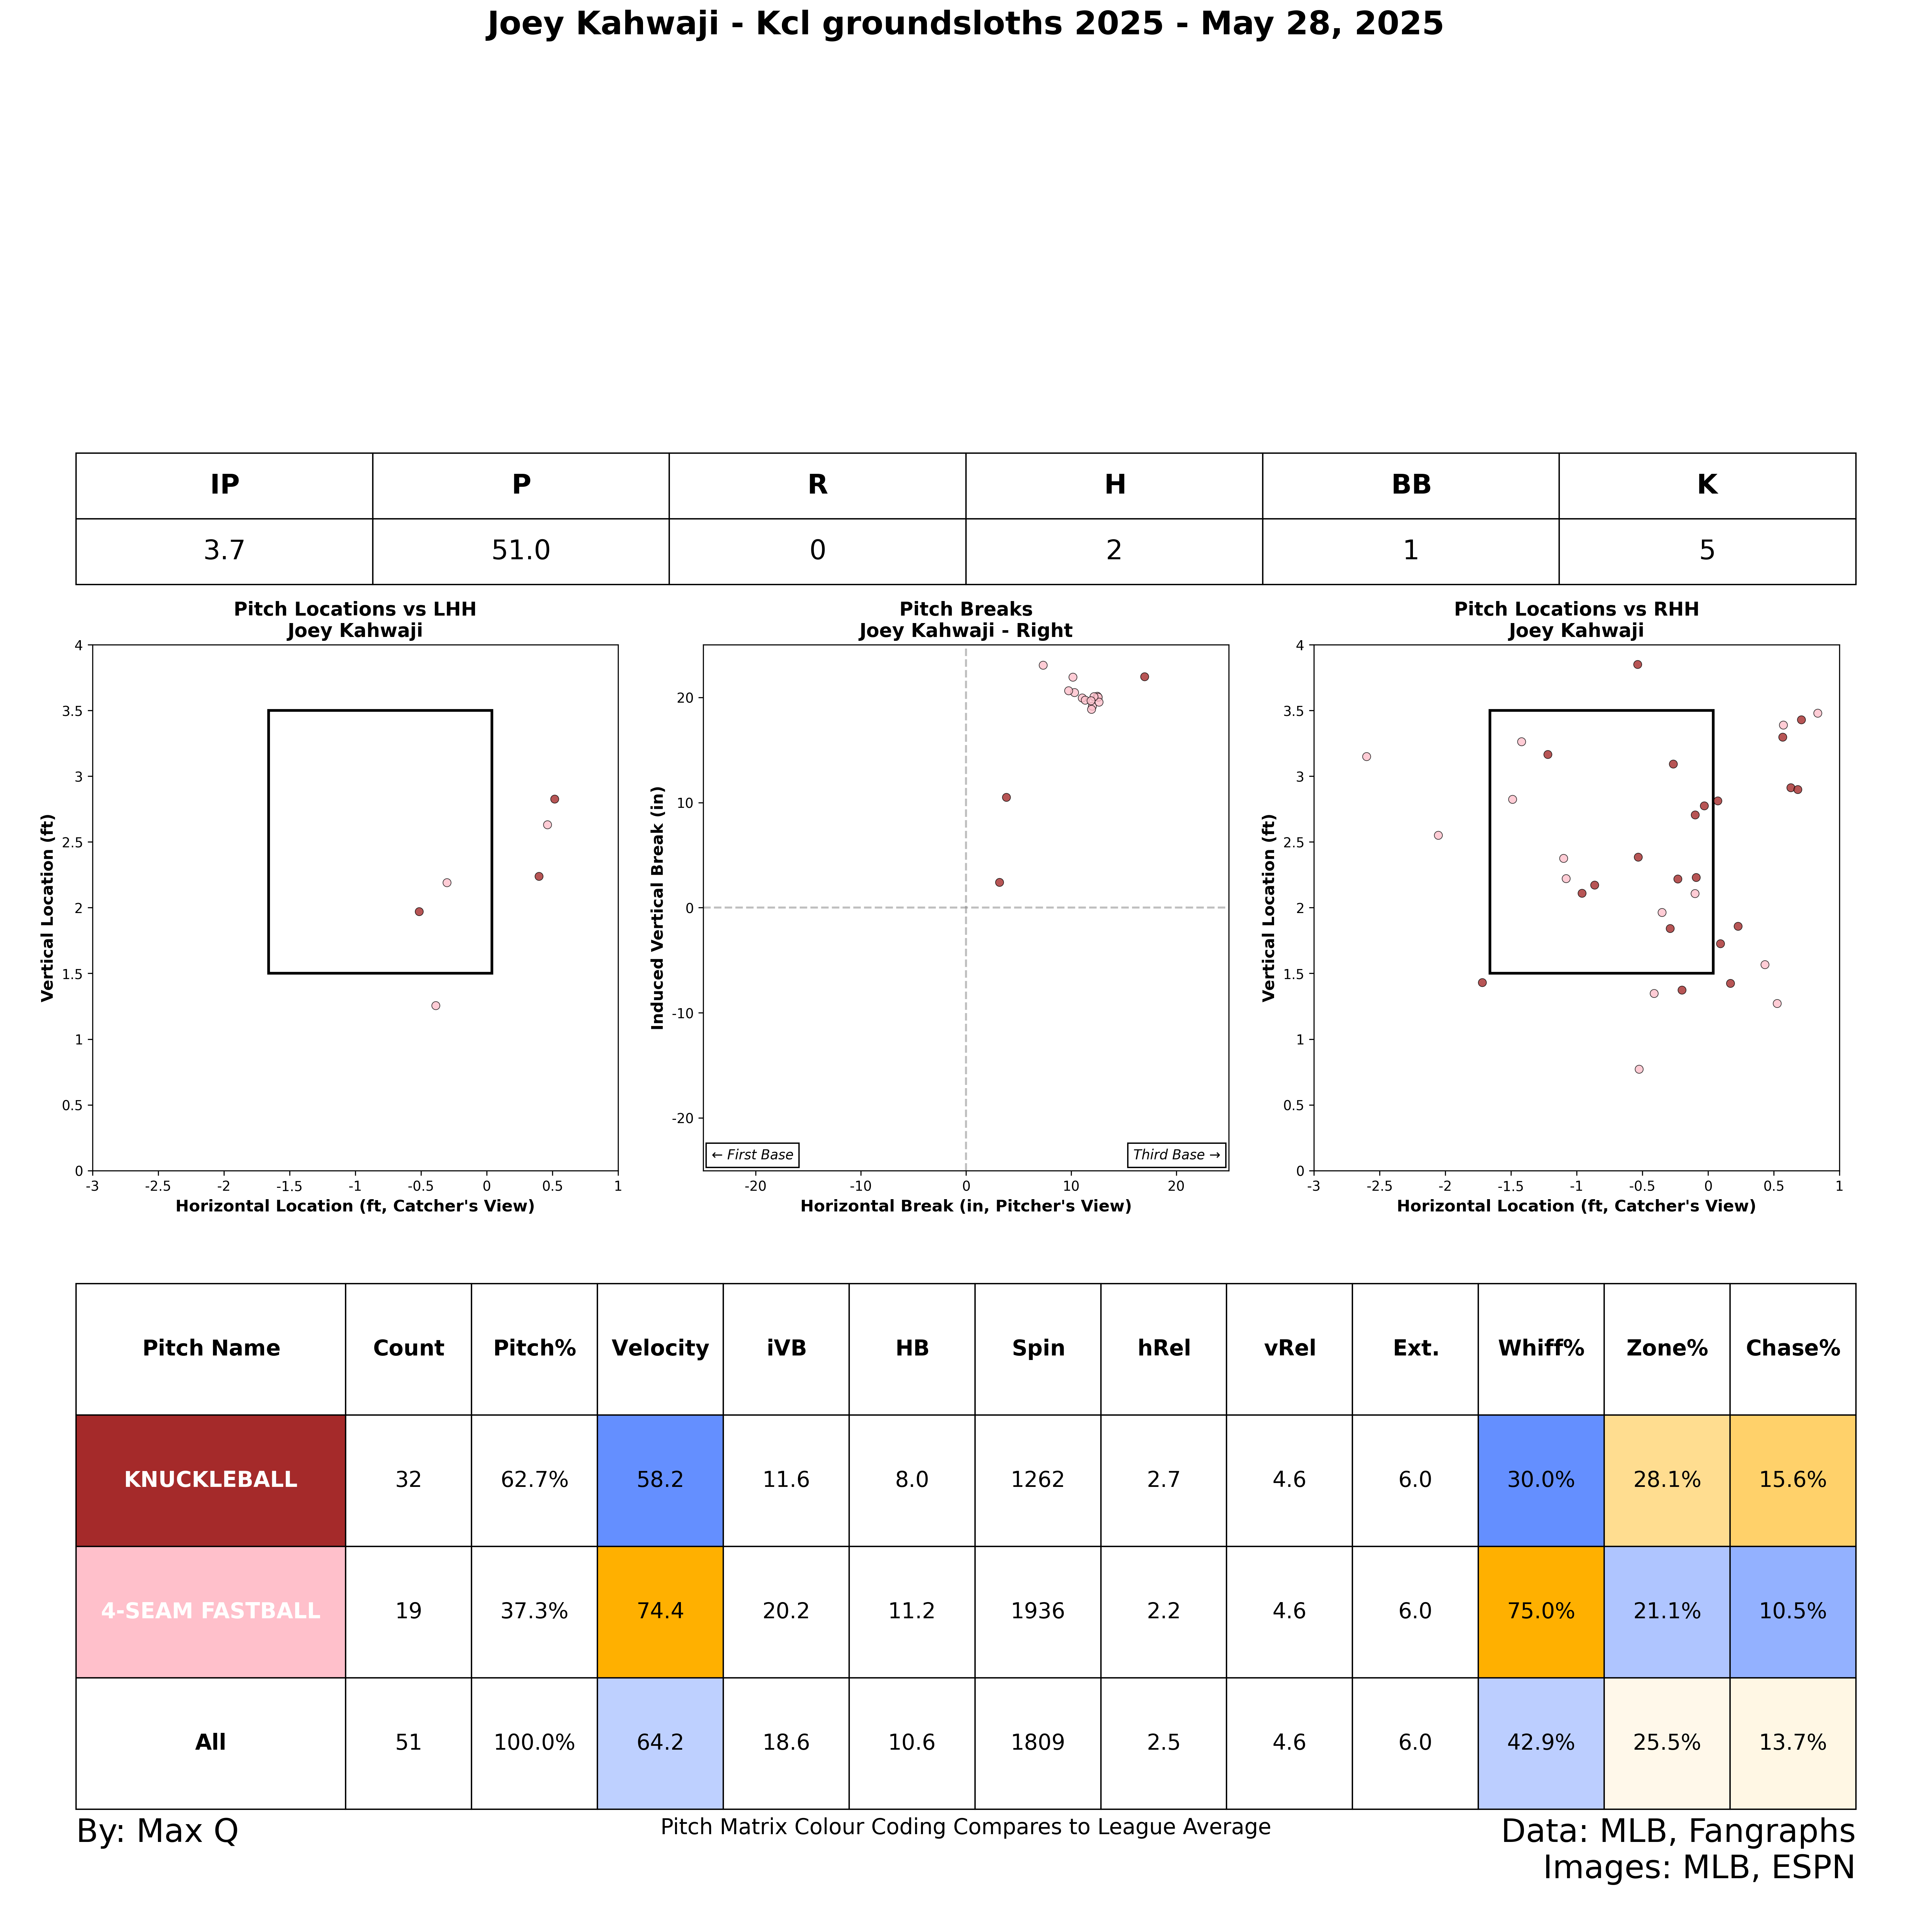 Joey Kahwaji - Kcl groundsloths 2025 - May 28, 2025
IP P R H BB K
3.7 51.0 0 2 1 5
Pitch Locations vs LHH
Joey Kahwaji
4
3.5
3
2.5
2
1.5
1
0.5
0
Vertical Location (ft)
-3 -2.5 -2 -1.5 -1 -0.5 0 0.5 1
Horizontal Location (ft, Catcher's View)
Pitch Breaks
Joey Kahwaji - Right
20
10
0
-10
-20
Induced Vertical Break (in)
← First Base
Third Base →
-20 -10 0 10 20
Horizontal Break (in, Pitcher's View)
Pitch Locations vs RHH
Joey Kahwaji
4
3.5
3
2.5
2
1.5
1
0.5
0
Vertical Location (ft)
-3 -2.5 -2 -1.5 -1 -0.5 0 0.5 1
Horizontal Location (ft, Catcher's View)
Pitch Name Count Pitch% Velocity iVB HB Spin hRel vRel Ext. Whiff% Zone% Chase%
KNUCKLEBALL 32 62.7% 58.2 11.6 8.0 1262 2.7 4.6 6.0 30.0% 28.1% 15.6%
4-SEAM FASTBALL 19 37.3% 74.4 20.2 11.2 1936 2.2 4.6 6.0 75.0% 21.1% 10.5%
All 51 100.0% 64.2 18.6 10.6 1809 2.5 4.6 6.0 42.9% 25.5% 13.7%
By: Max Q
Pitch Matrix Colour Coding Compares to League Average
Data: MLB, Fangraphs
Images: MLB, ESPN